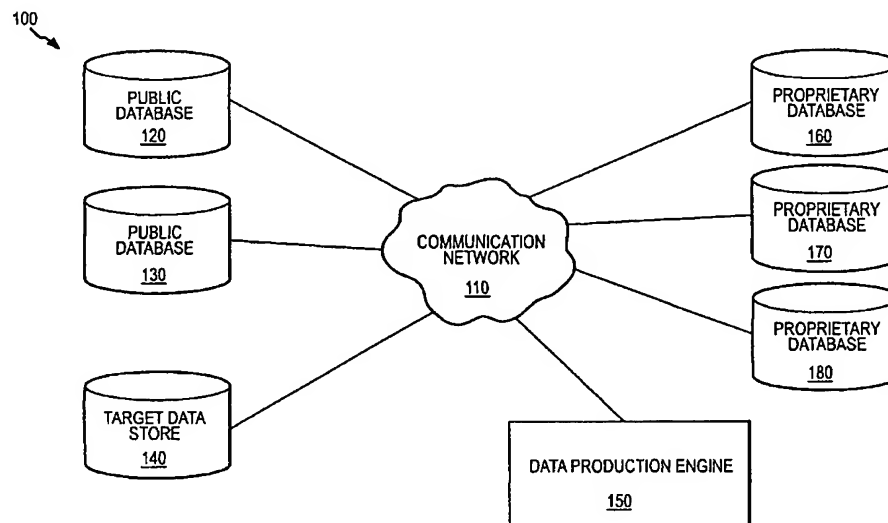 100
PUBLIC
DATABASE
120
PUBLIC
DATABASE
130
TARGET DATA
STORE
140
COMMUNICATION
NETWORK
110
PROPRIETARY
DATABASE
160
PROPRIETARY
DATABASE
170
PROPRIETARY
DATABASE
180
DATA PRODUCTION ENGINE
150